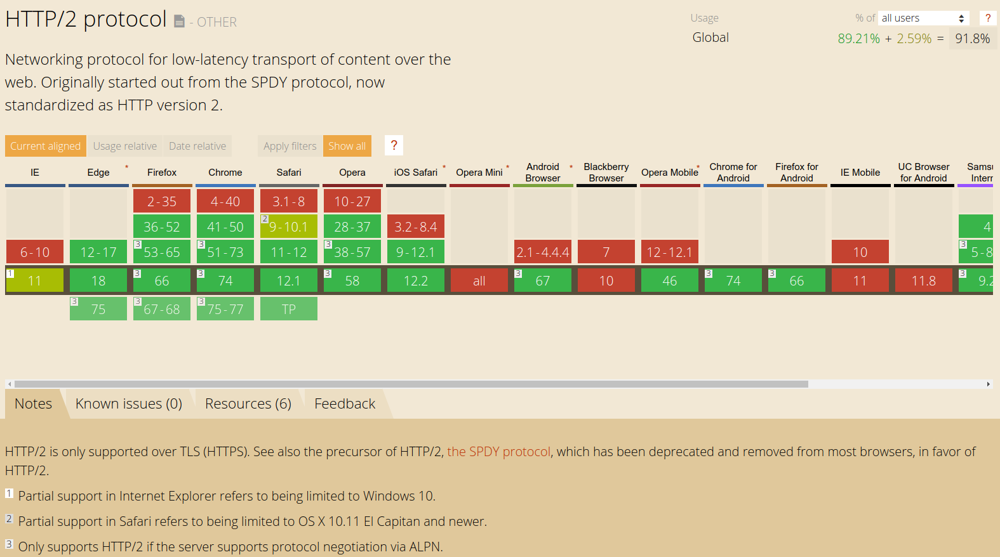 HTTP/2 protocol - OTHER
Usage % of all users ?
Global 89.21% + 2.59% = 91.8%
Networking protocol for low-latency transport of content over the
web. Originally started out from the SPDY protocol, now
standardized as HTTP version 2.
Current aligned Usage relative Date relative Apply filters Show all ?
IE Edge * Firefox Chrome Safari Opera iOS Safari * Opera Mini * Android Browser * Blackberry Browser Opera Mobile * Chrome for Android Firefox for Android IE Mobile UC Browser for Android
2-35 4-40 3.1-8 10-27
36-52 41-50 2 9-10.1 28-37 3.2-8.4 4
6-10 12-17 3 53-65 3 51-73 11-12 3 38-57 9-12.1 2.1-4.4.4 7 12-12.1 10 3 5-8
1 11 18 3 66 3 74 12.1 3 58 12.2 all 3 67 10 46 3 74 3 66 11 11.8 3 9.2
3 75 3 67-68 3 75-77 TP
Notes Known issues (0) Resources (6) Feedback
HTTP/2 is only supported over TLS (HTTPS). See also the precursor of HTTP/2, the SPDY protocol, which has been deprecated and removed from most browsers, in favor of
HTTP/2.
1 Partial support in Internet Explorer refers to being limited to Windows 10.
2 Partial support in Safari refers to being limited to OS X 10.11 El Capitan and newer.
3 Only supports HTTP/2 if the server supports protocol negotiation via ALPN.